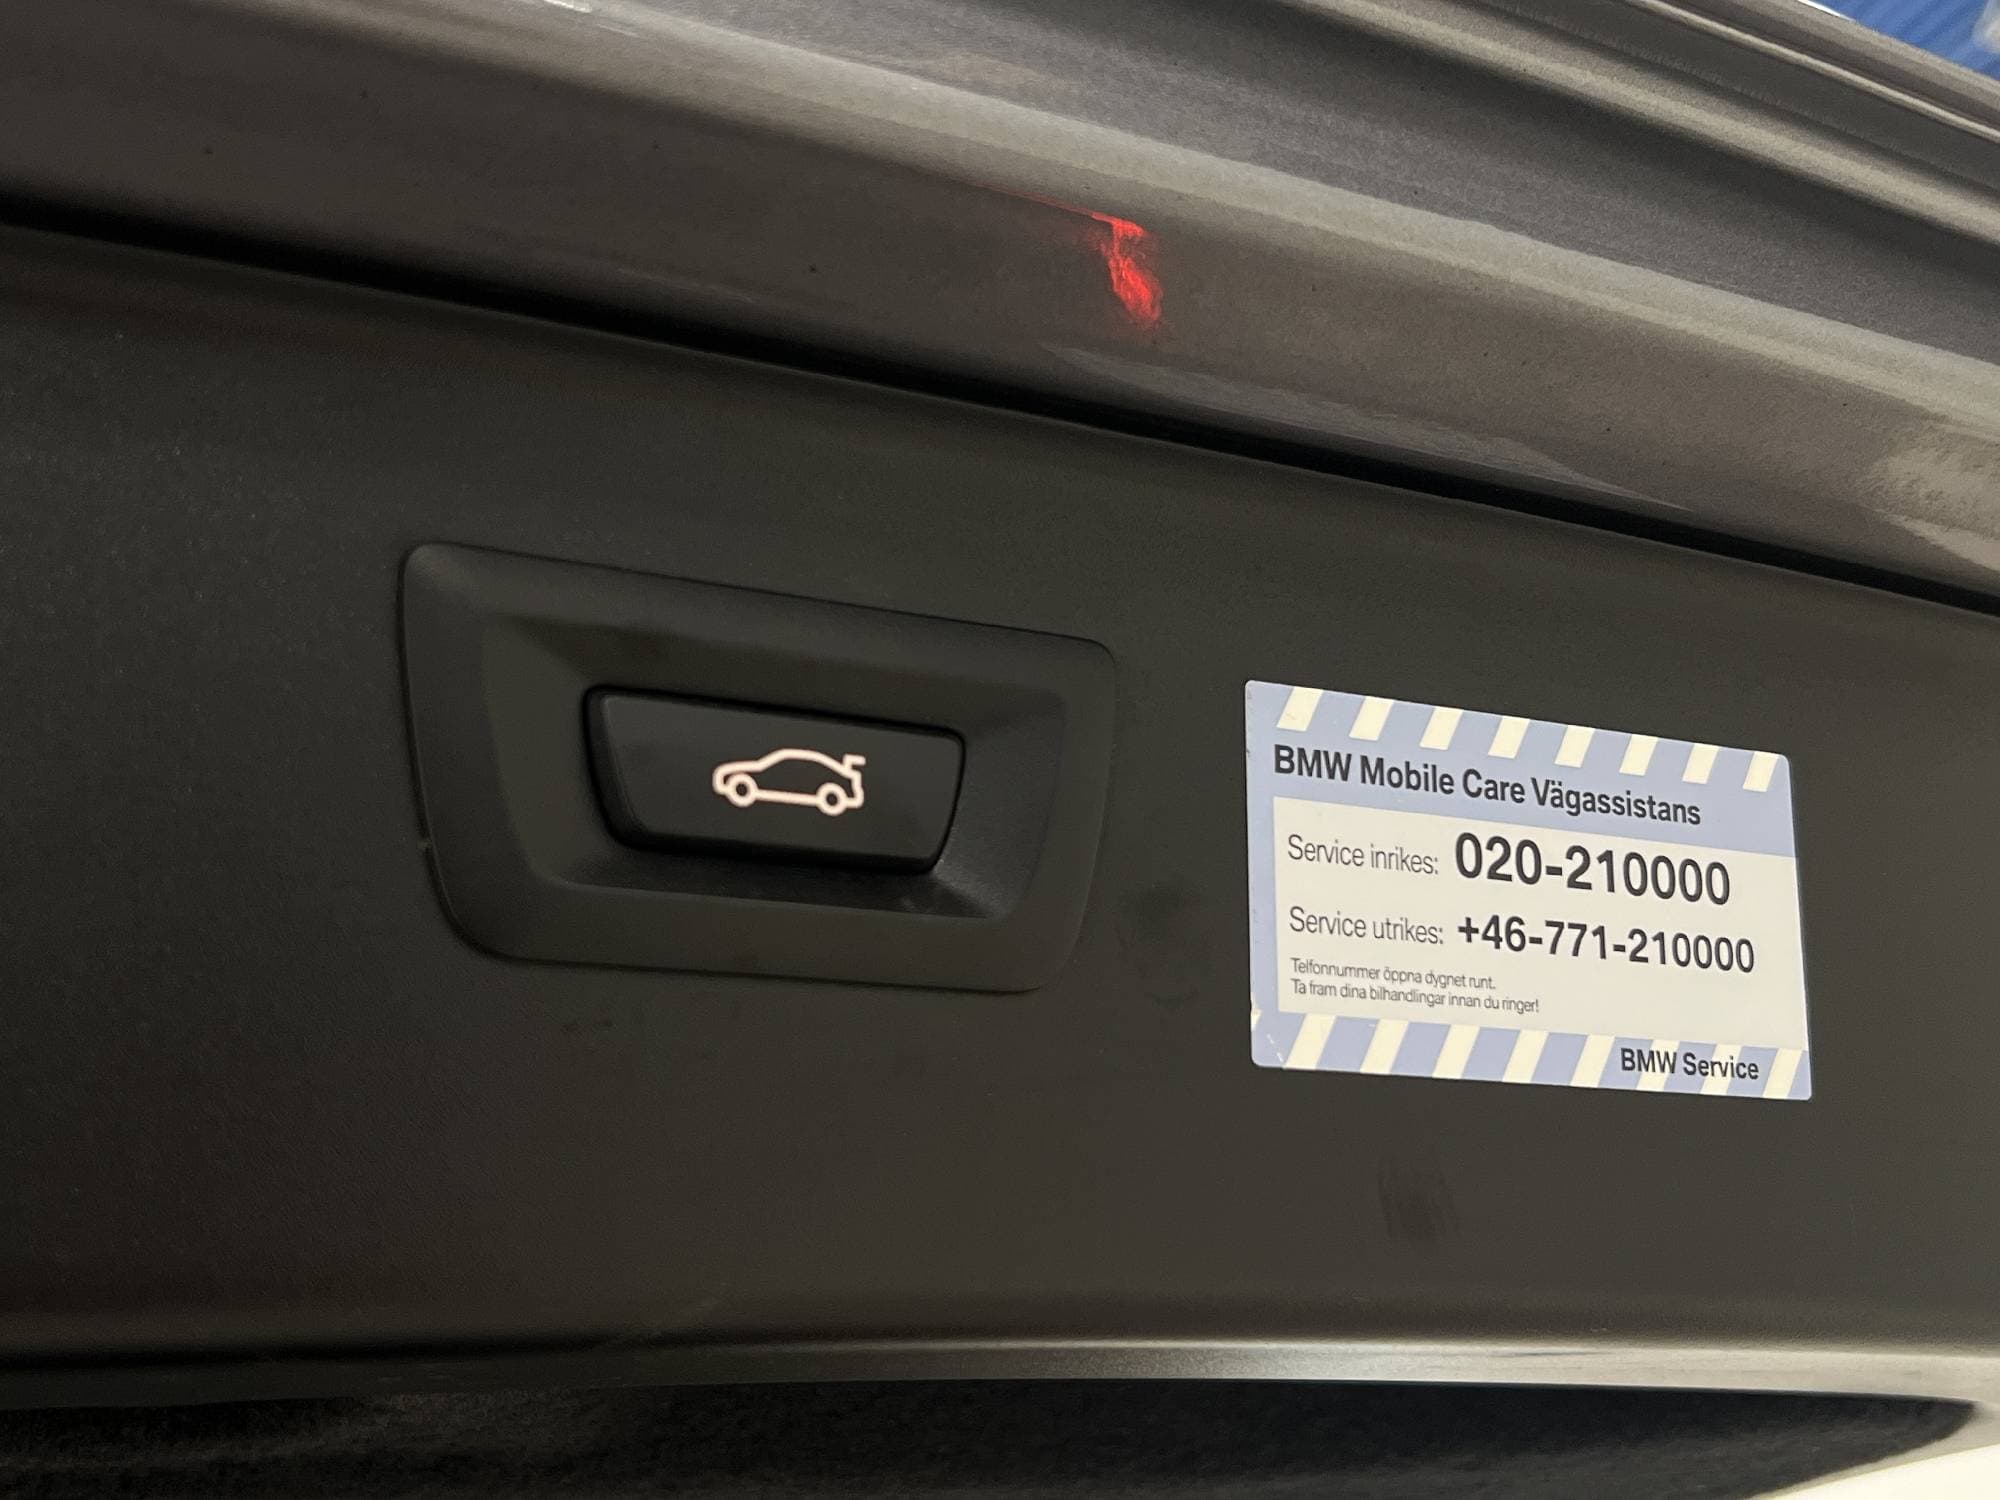 BMW Mobile Care Vägassistans
Service inrikes: 020-210000
Service utrikes: +46-771-210000
Telfonnummer öppna dygnet runt.
Ta fram dina bilhandlingar innan du ringer!
BMW Service